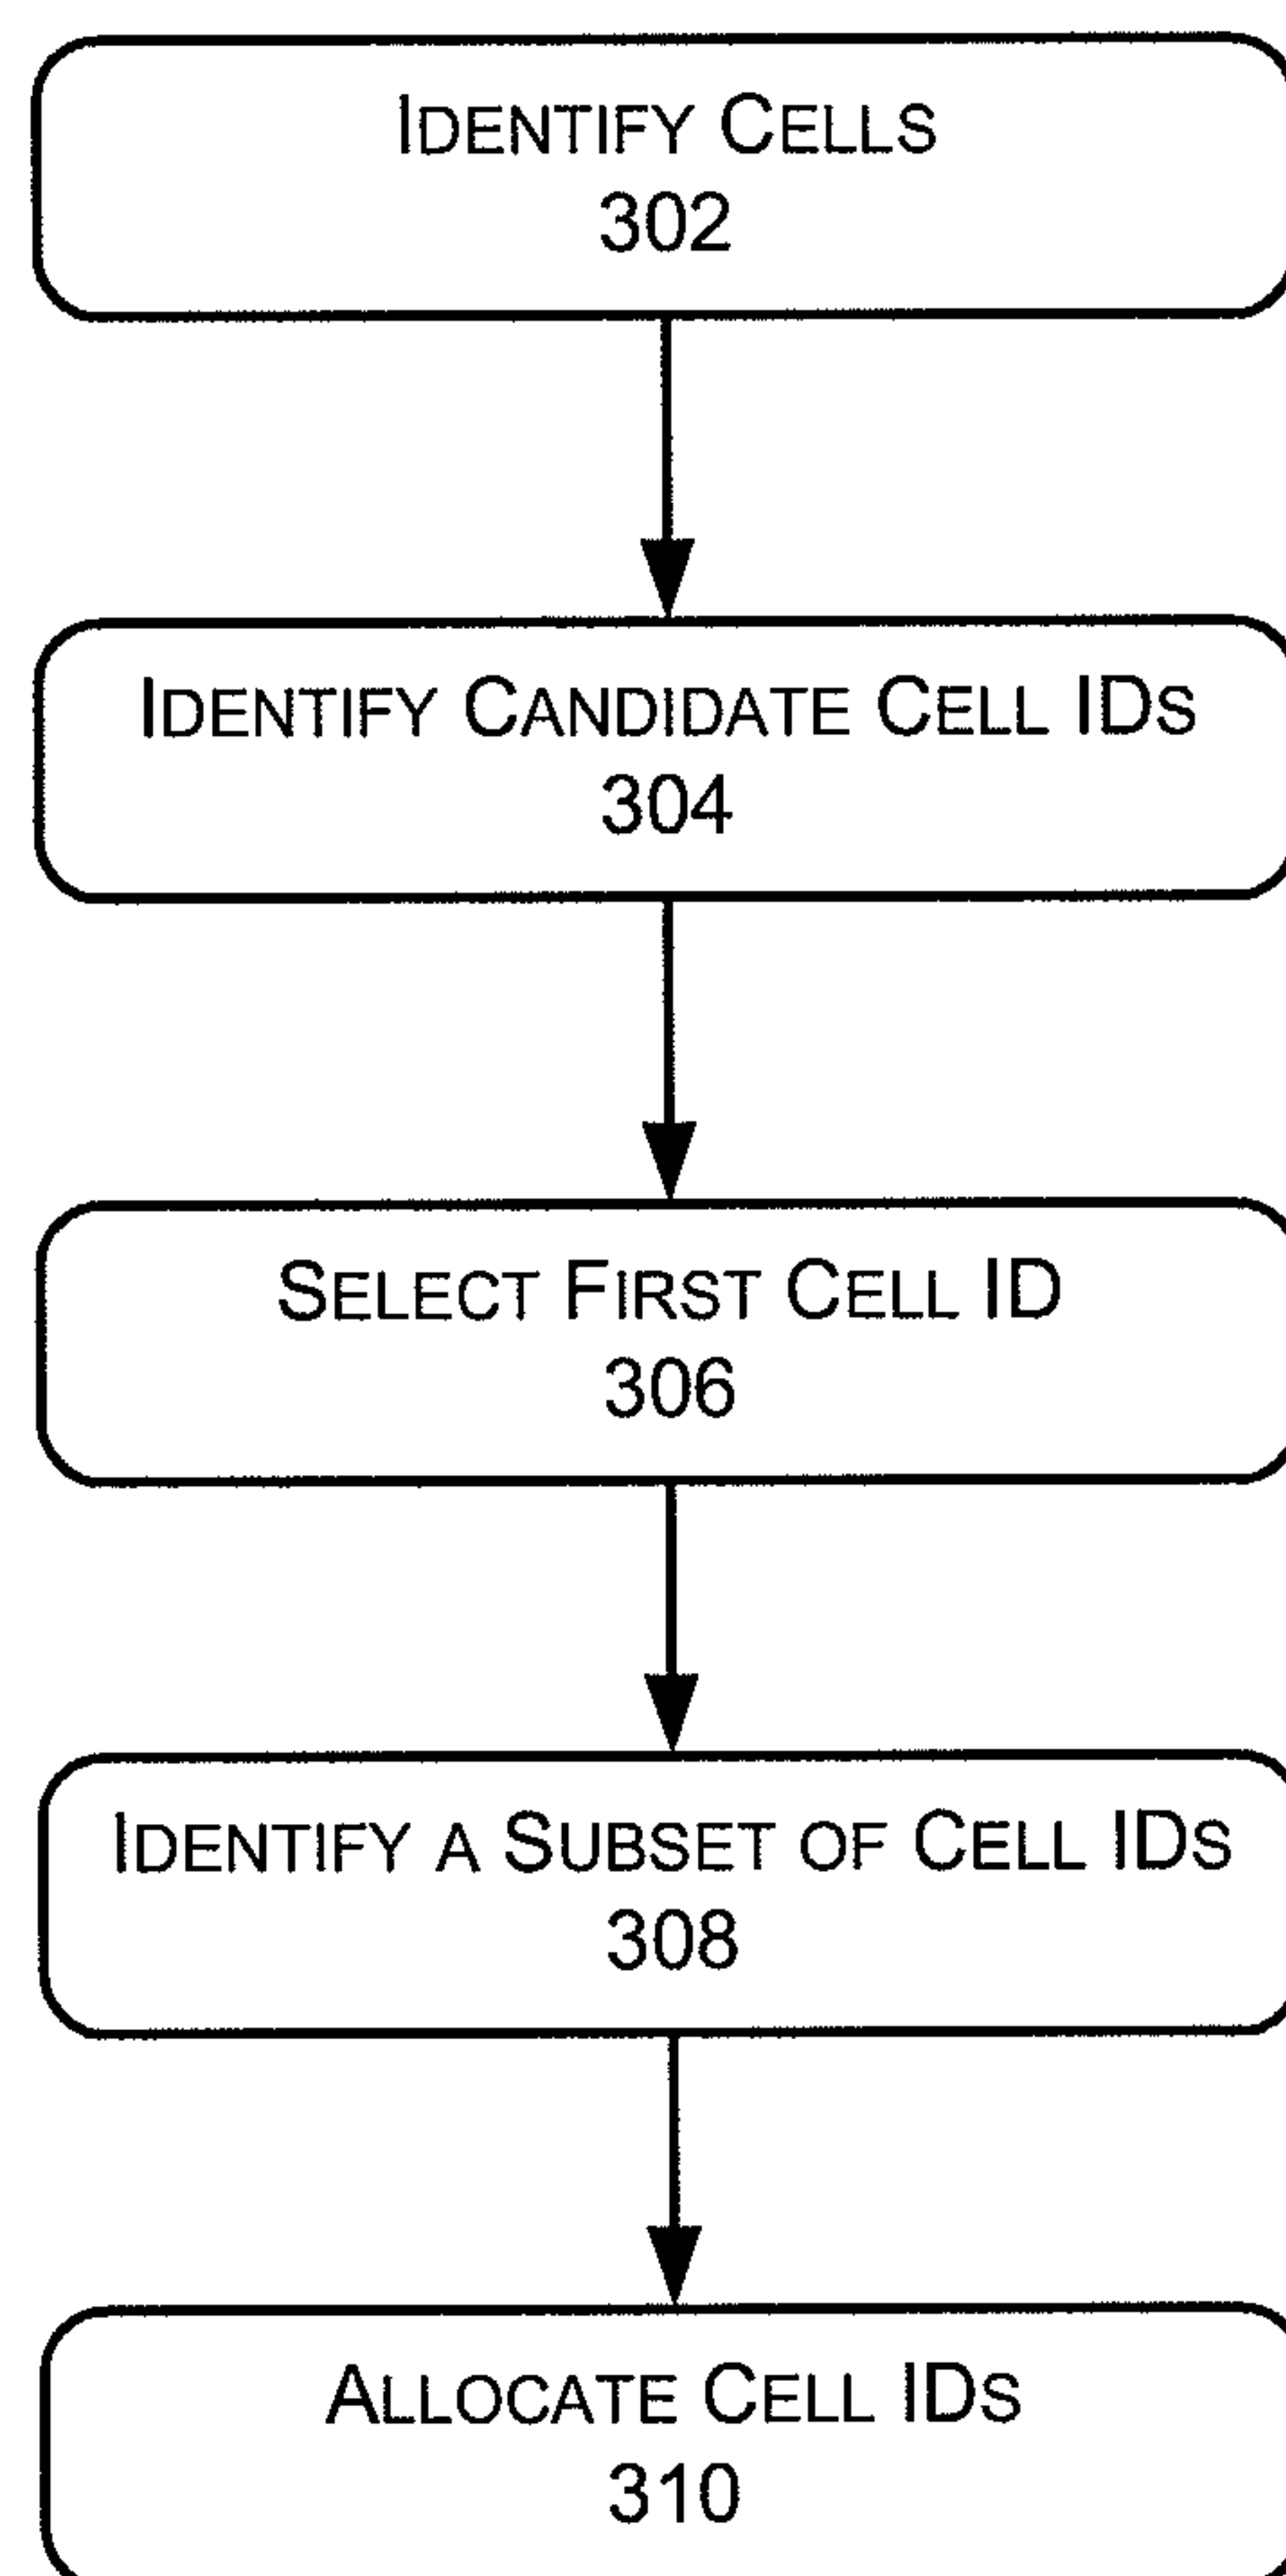 IDENTIFY CELLS
302
IDENTIFY CANDIDATE CELL IDS
304
SELECT FIRST CELL ID
306
IDENTIFY A SUBSET OF CELL IDS
308
ALLOCATE CELL IDS
310